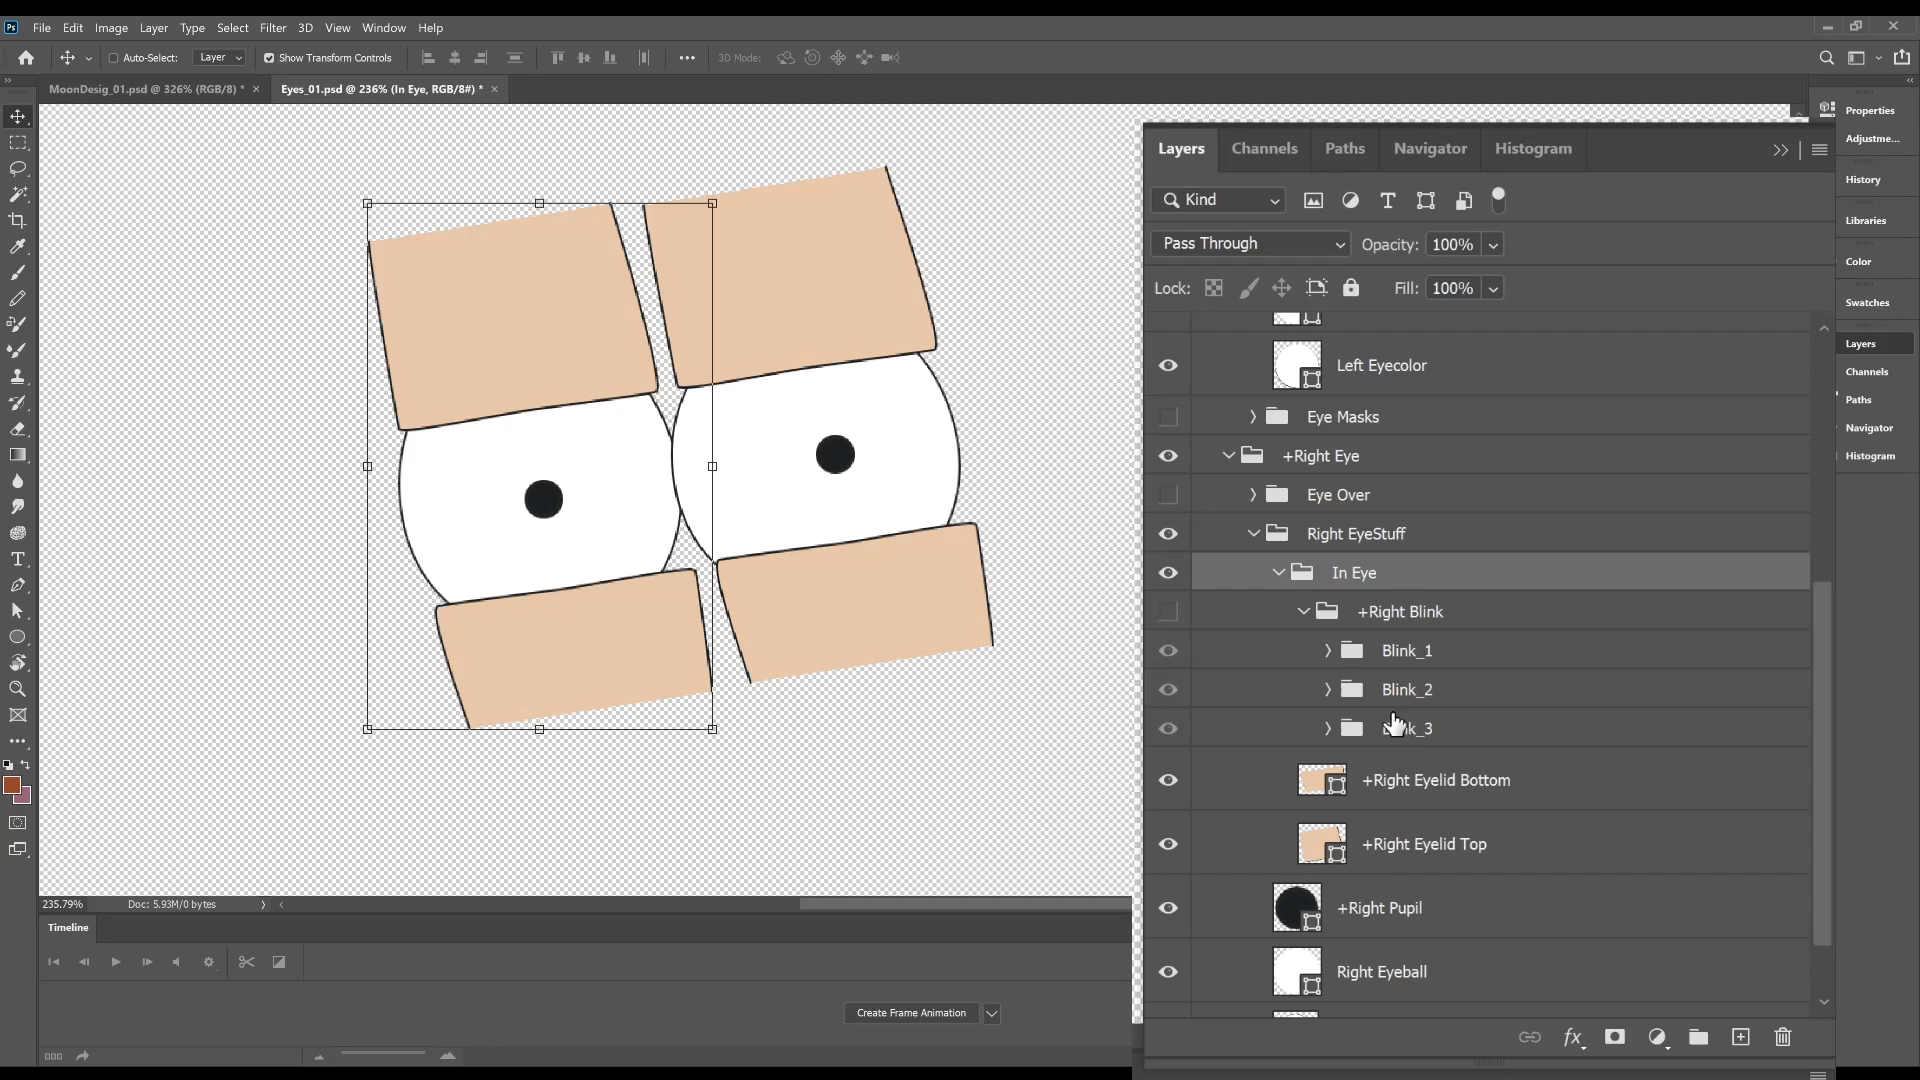 Ps File Edit Image Layer Type Select Filter 3D View Window Help
Auto-Select: Layer Show Transform Controls 3D Mode:
MoonDesig_01.psd @ 326% (RGB/8) * Eyes_01.psd @ 236% (In Eye, RGB/8#) *
Layers Channels Paths Navigator Histogram
Kind
Pass Through Opacity: 100%
Lock: Fill: 100%
Left Eyecolor
Eye Masks
+Right Eye
Eye Over
Right EyeStuff
In Eye
+Right Blink
Blink_1
Blink_2
k_3
+Right Eyelid Bottom
+Right Eyelid Top
+Right Pupil
Right Eyeball
fx
Properties
Adjustme...
History
Libraries
Color
Swatches
Layers
Channels
Paths
Navigator
Histogram
235.79% Doc: 5.93M/0 bytes
Timeline
Create Frame Animation